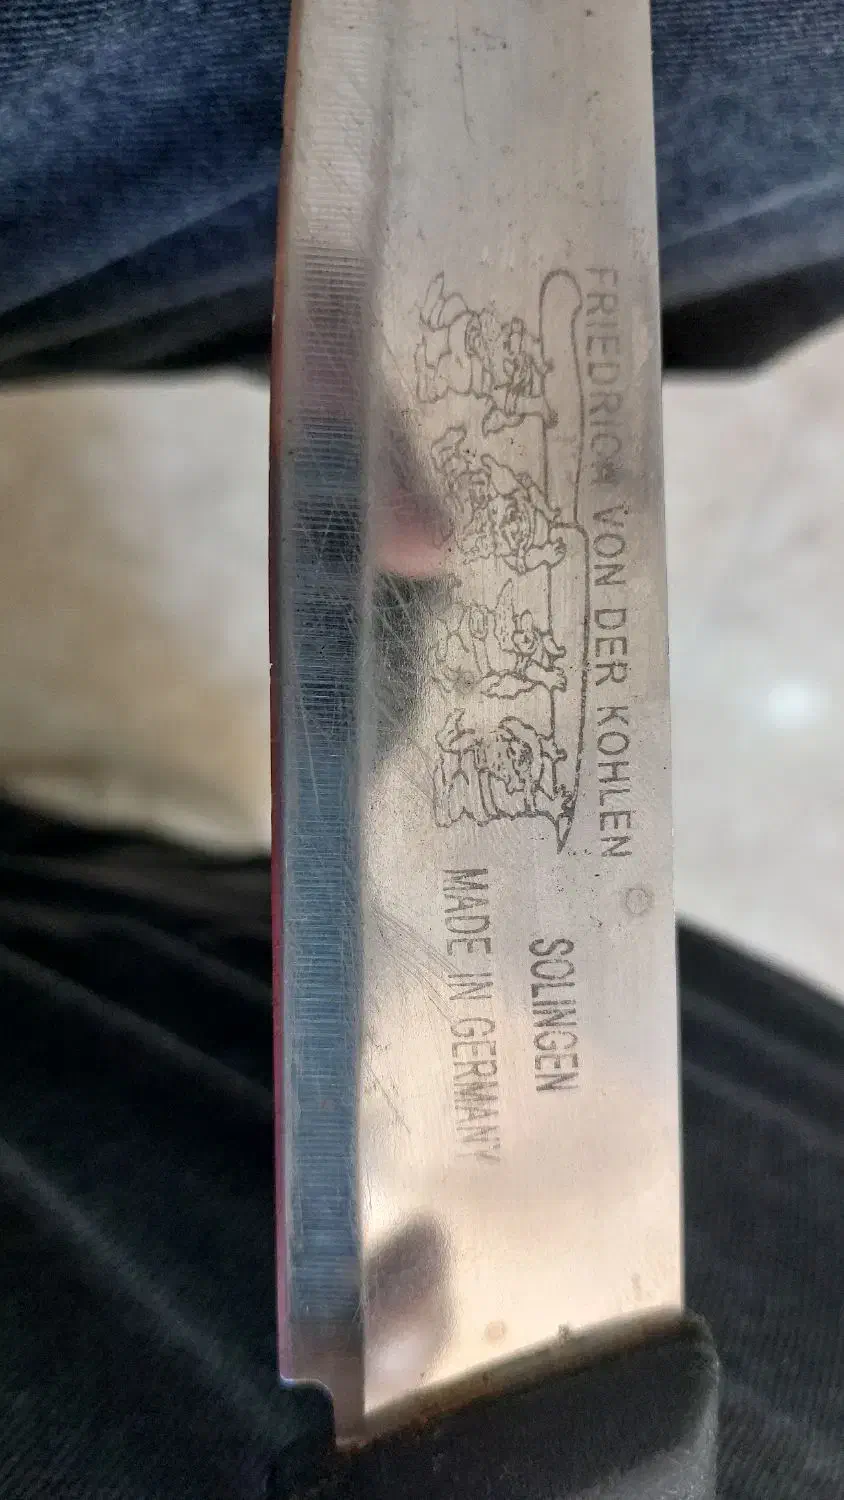 FRIEDRICH VON DER KOHLEN
SOLINGEN
MADE IN GERMANY